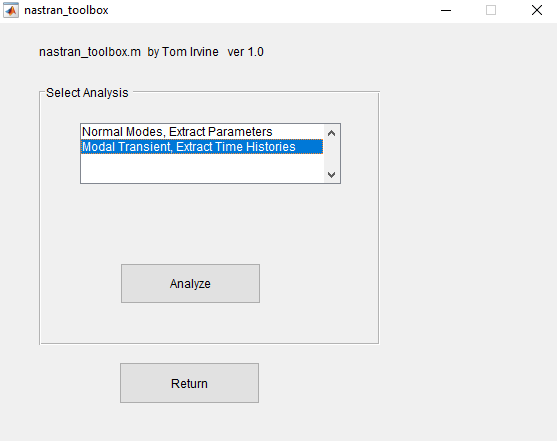 nastran_toolbox
nastran_toolbox.m by Tom Irvine ver 1.0
Select Analysis
Normal Modes, Extract Parameters
Modal Transient, Extract Time Histories
Analyze
Return